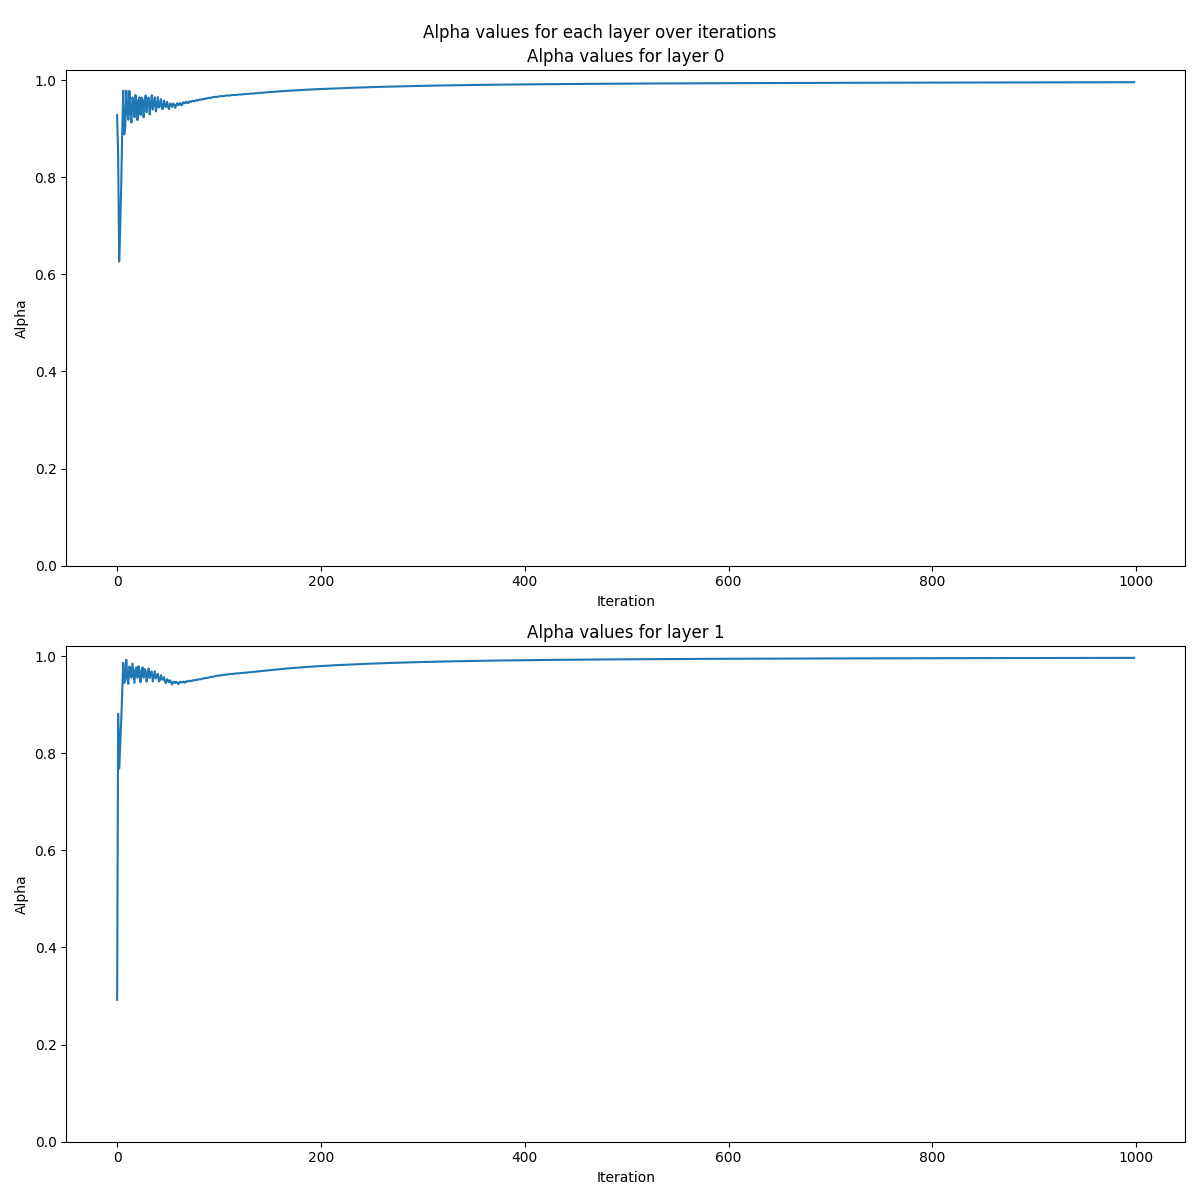 Alpha values for each layer over iterations
Alpha values for layer 0
1.0
0.8
0.6
0.4
0.2
0.0
Alpha
0 200 400 600 800 1000
Iteration
Alpha values for layer 1
1.0
0.8
0.6
0.4
0.2
0.0
Alpha
0 200 400 600 800 1000
Iteration